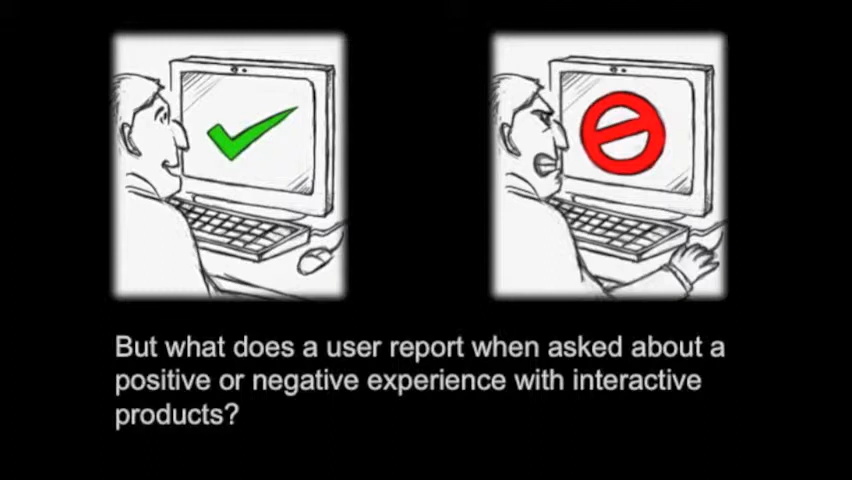 But what does a user report when asked about a
positive or negative experience with interactive
products?